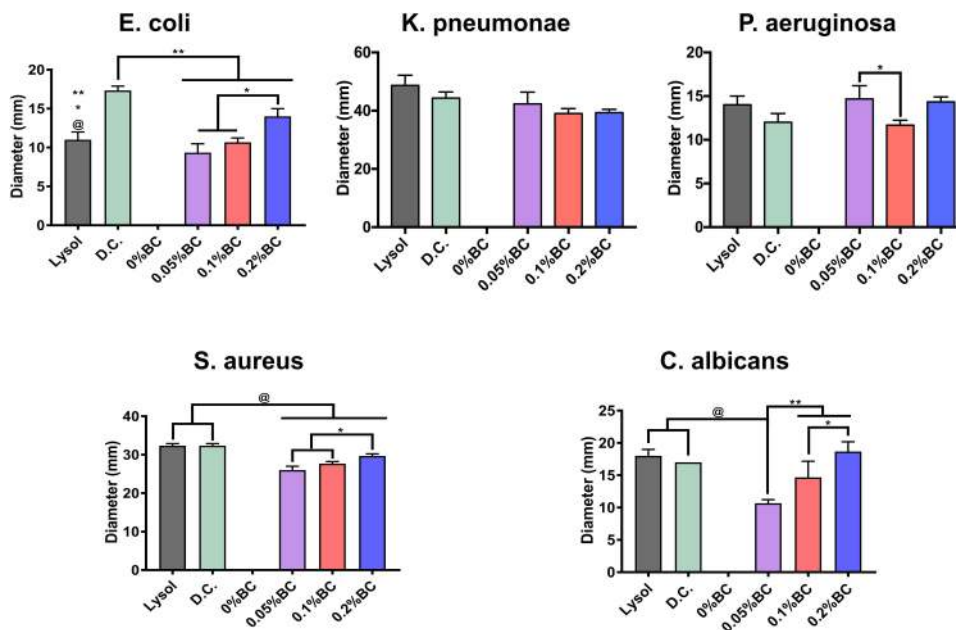 E. coli
**
20
15
10
5
0
Diameter (mm)
**
*
@
*
Lysol
D.C.
0%BC
0.05%BC
0.1%BC
0.2%BC
K. pneumonae
60
40
20
0
Diameter (mm)
Lysol
D.C.
0%BC
0.05%BC
0.1%BC
0.2%BC
P. aeruginosa
20
15
10
5
0
Diameter (mm)
*
Lysol
D.C.
0%BC
0.05%BC
0.1%BC
0.2%BC
S. aureus
@
40
30
20
10
0
Diameter (mm)
*
Lysol
D.C.
0%BC
0.05%BC
0.1%BC
0.2%BC
C. albicans
25
20
15
10
5
0
Diameter (mm)
@
**
*
Lysol
D.C.
0%BC
0.05%BC
0.1%BC
0.2%BC